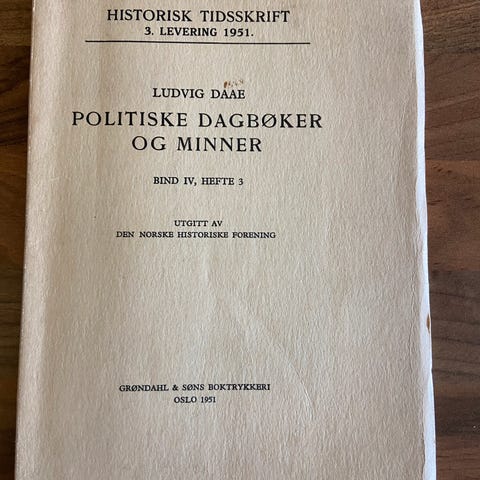 HISTORISK TIDSSKRIFT
3. LEVERING 1951.
LUDVIG DAAE
POLITISKE DAGBØKER
OG MINNER
BIND IV, HEFTE 3
UTGITT AV
DEN NORSKE HISTORISKE FORENING
GRØNDAHL & SØNS BOKTRYKKERI
OSLO 1951